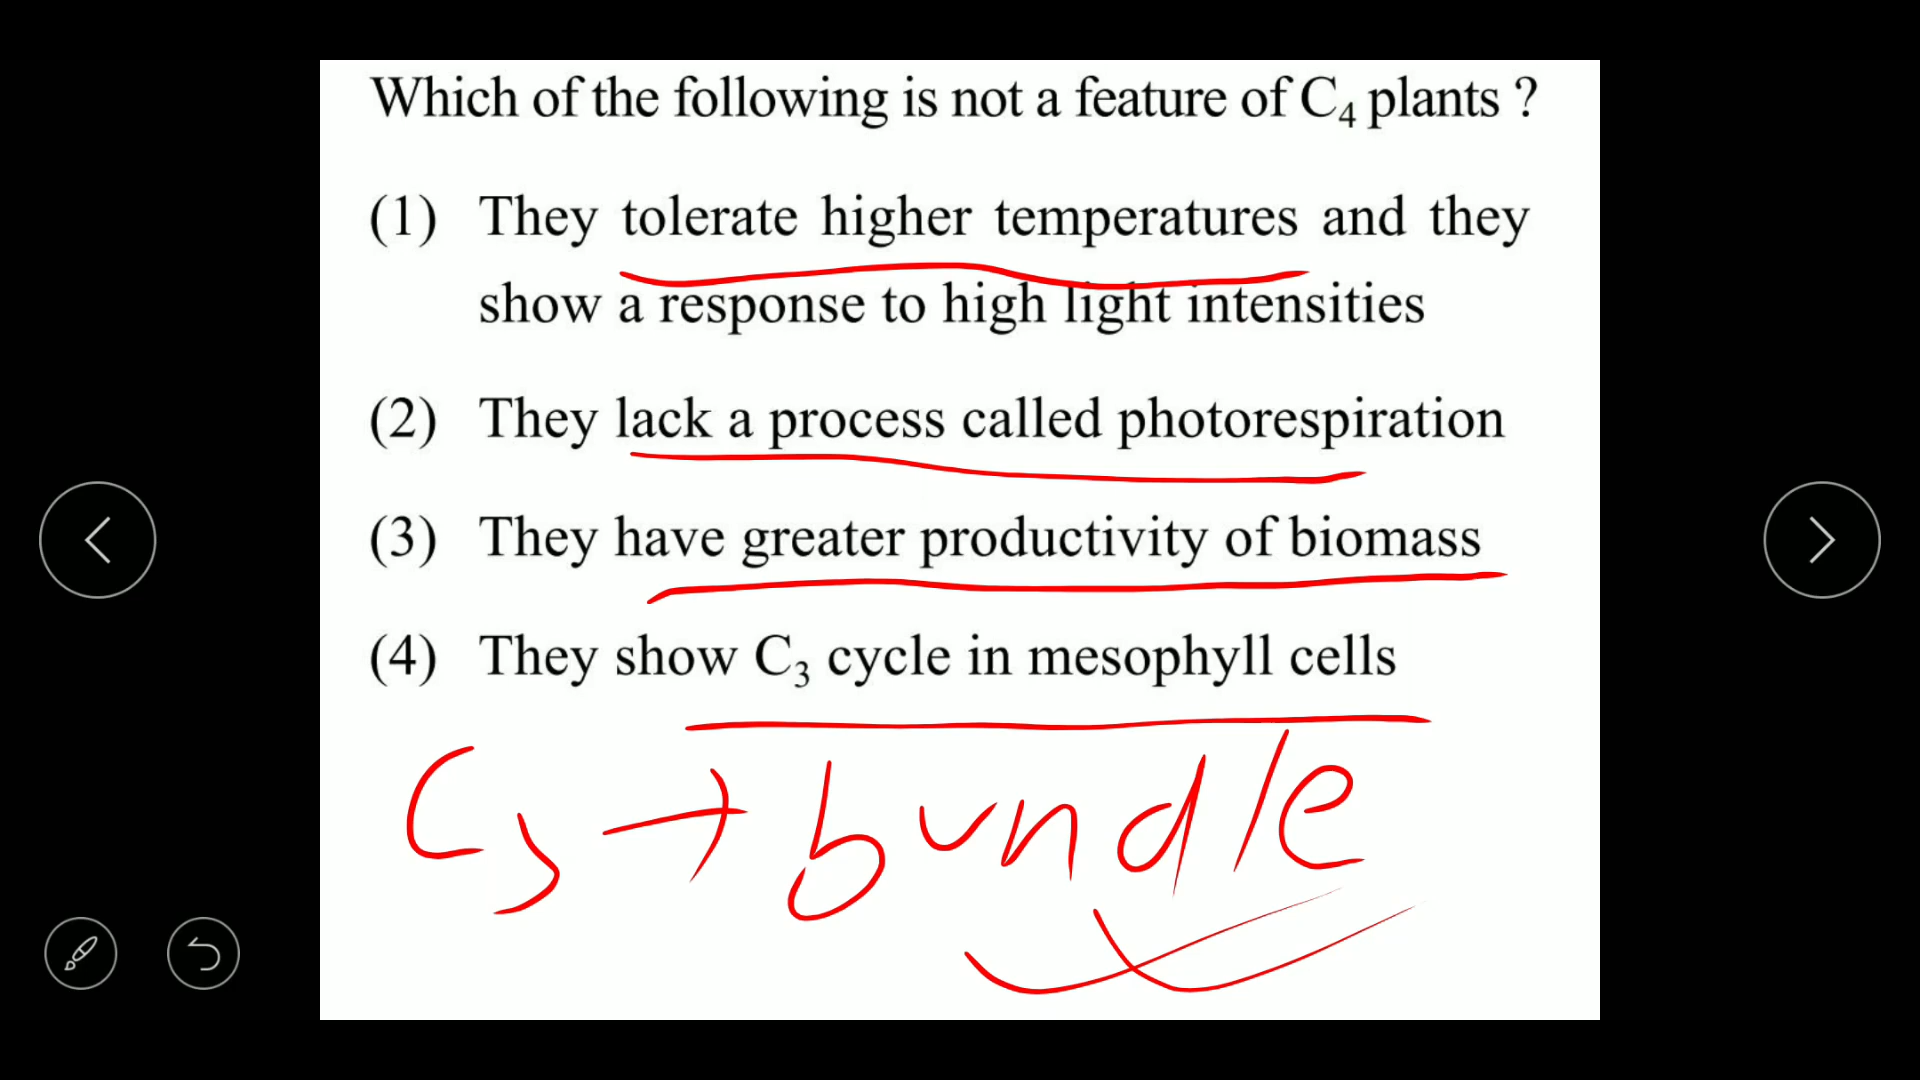 Which of the following is not a feature of C₄ plants ?
(1) They tolerate higher temperatures and they
show a response to high light intensities
(2) They lack a process called photorespiration
(3) They have greater productivity of biomass
(4) They show C₃ cycle in mesophyll cells
C₃ → bundle